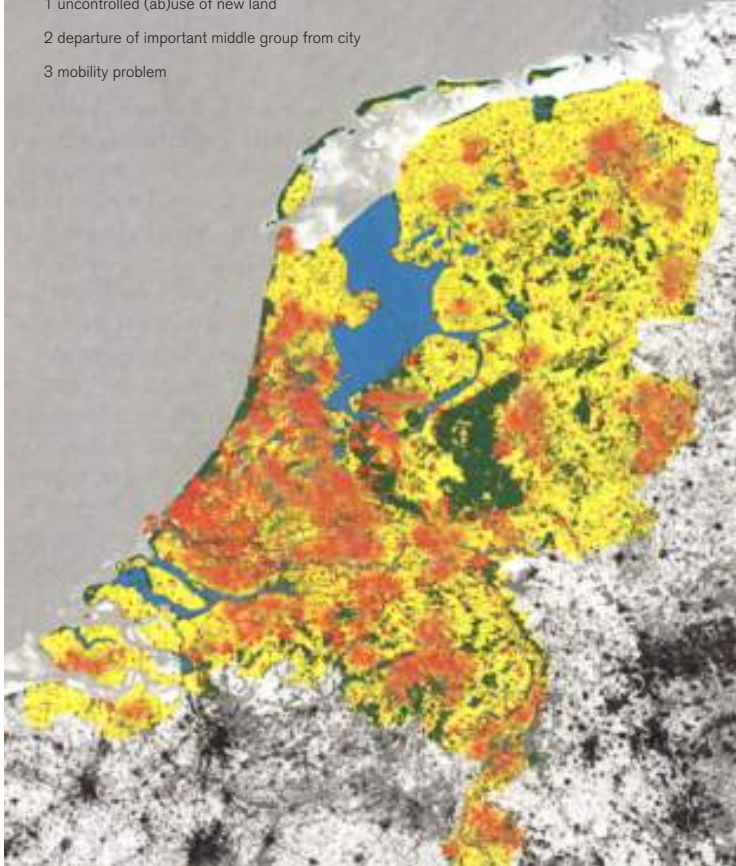 1 uncontrolled (ab)use of new land
2 departure of important middle group from city
3 mobility problem